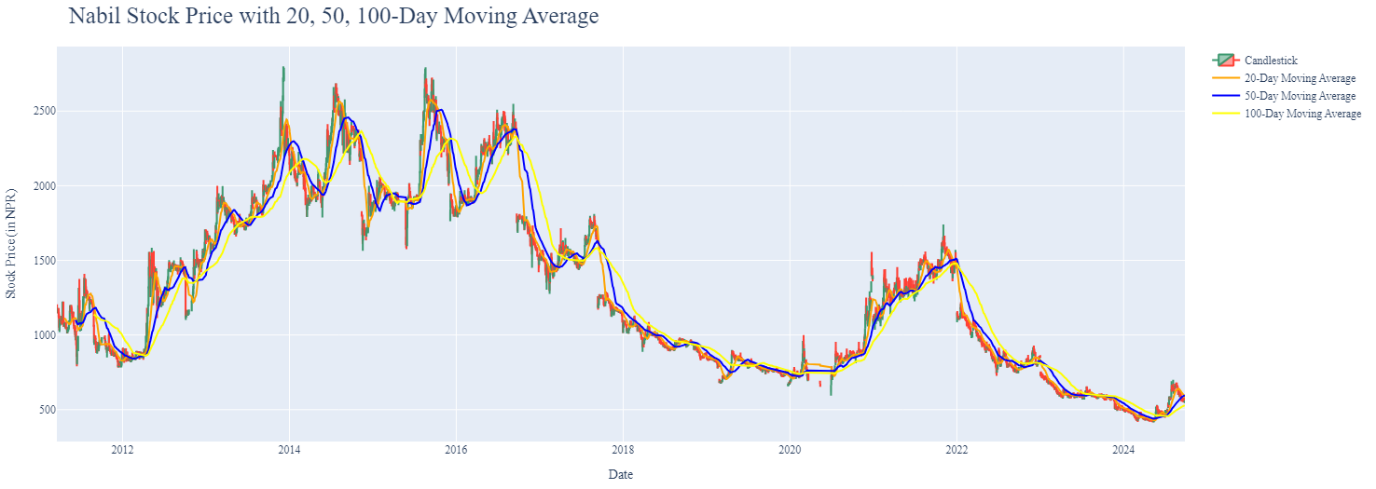 Nabil Stock Price with 20, 50, 100-Day Moving Average
Candlestick
20-Day Moving Average
50-Day Moving Average
100-Day Moving Average
Stock Price(in NPR)
2500
2000
1500
1000
500
2012
2014
2016
2018
2020
2022
2024
Date